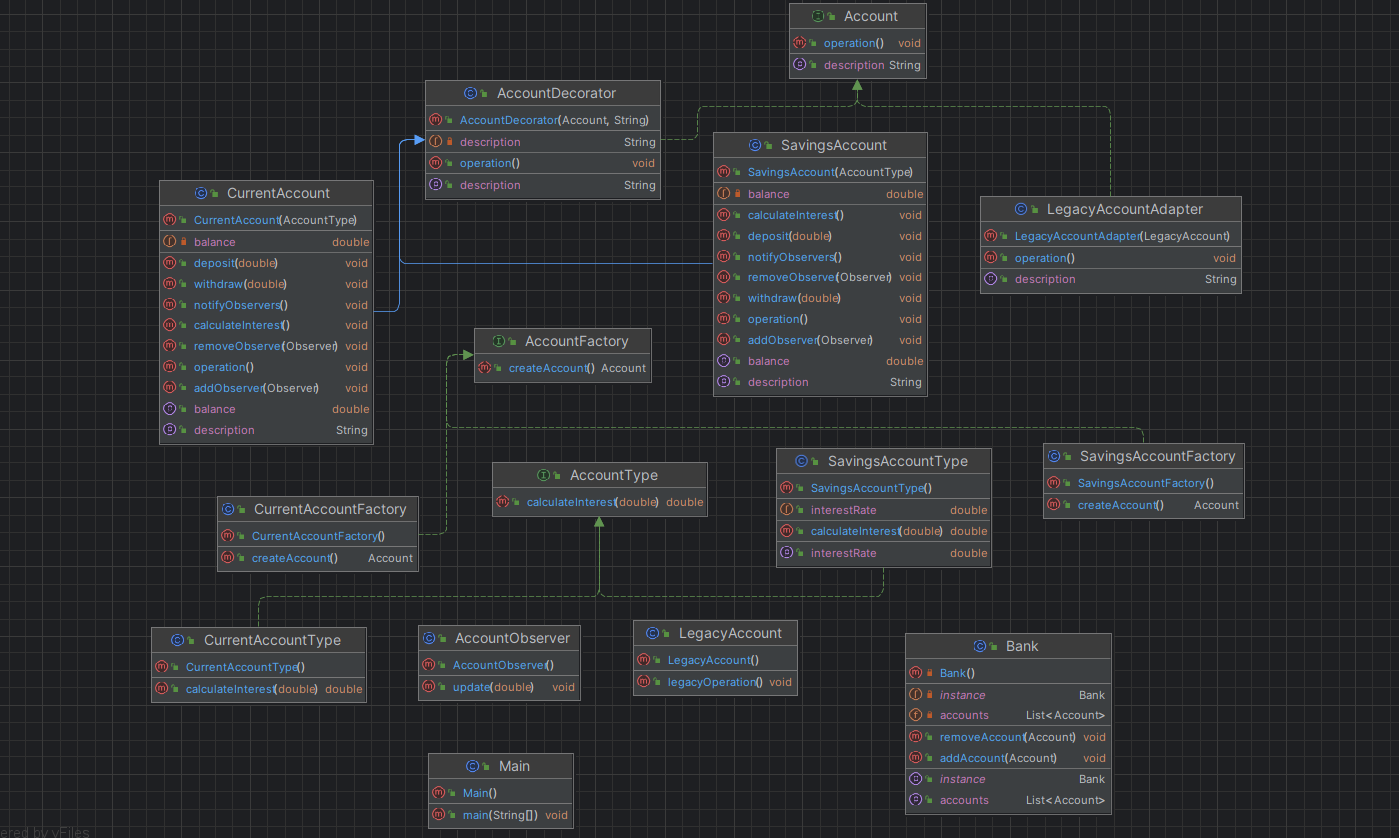 Account
operation() void
description String
AccountDecorator
AccountDecorator(Account, String)
description String
operation() void
description String
SavingsAccount
SavingsAccount(AccountType)
balance double
calculateInterest() void
deposit(double) void
notifyObservers() void
removeObserver(Observer) void
withdraw(double) void
operation() void
addObserver(Observer) void
balance double
description String
CurrentAccount
CurrentAccount(AccountType)
balance double
deposit(double) void
withdraw(double) void
notifyObservers() void
calculateInterest() void
removeObserver(Observer) void
operation() void
addObserver(Observer) void
balance double
description String
LegacyAccountAdapter
LegacyAccountAdapter(LegacyAccount)
operation() void
description String
AccountFactory
createAccount() Account
AccountType
calculateInterest(double) double
SavingsAccountType
SavingsAccountType()
interestRate double
calculateInterest(double) double
interestRate double
SavingsAccountFactory
SavingsAccountFactory()
createAccount() Account
CurrentAccountFactory
CurrentAccountFactory()
createAccount() Account
CurrentAccountType
CurrentAccountType()
calculateInterest(double) double
AccountObserver
AccountObserver()
update(double) void
LegacyAccount
LegacyAccount()
legacyOperation() void
Bank
Bank()
instance Bank
accounts List<Account>
removeAccount(Account) void
addAccount(Account) void
instance Bank
accounts List<Account>
Main
Main()
main(String[]) void
ered by yFiles